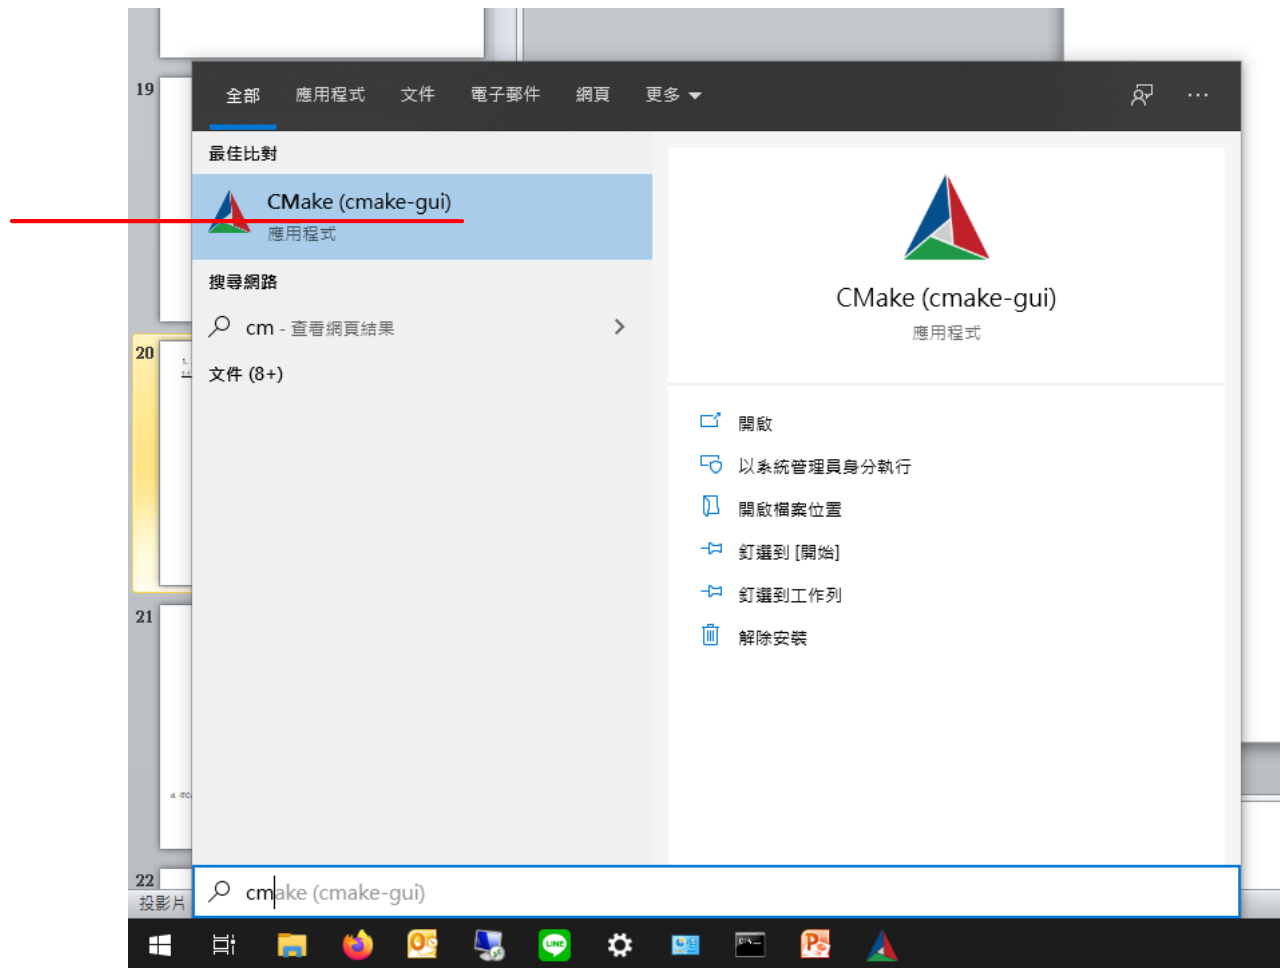 19
全部 應用程式 文件 電子郵件 網頁 更多
最佳比對
CMake (cmake-gui)
應用程式
搜尋網路
cm - 查看網頁結果
文件 (8+)
CMake (cmake-gui)
應用程式
開啟
以系統管理員身分執行
開啟檔案位置
釘選到 [開始]
釘選到工作列
解除安裝
20
21
22
投影片
cmake (cmake-gui)
LINE